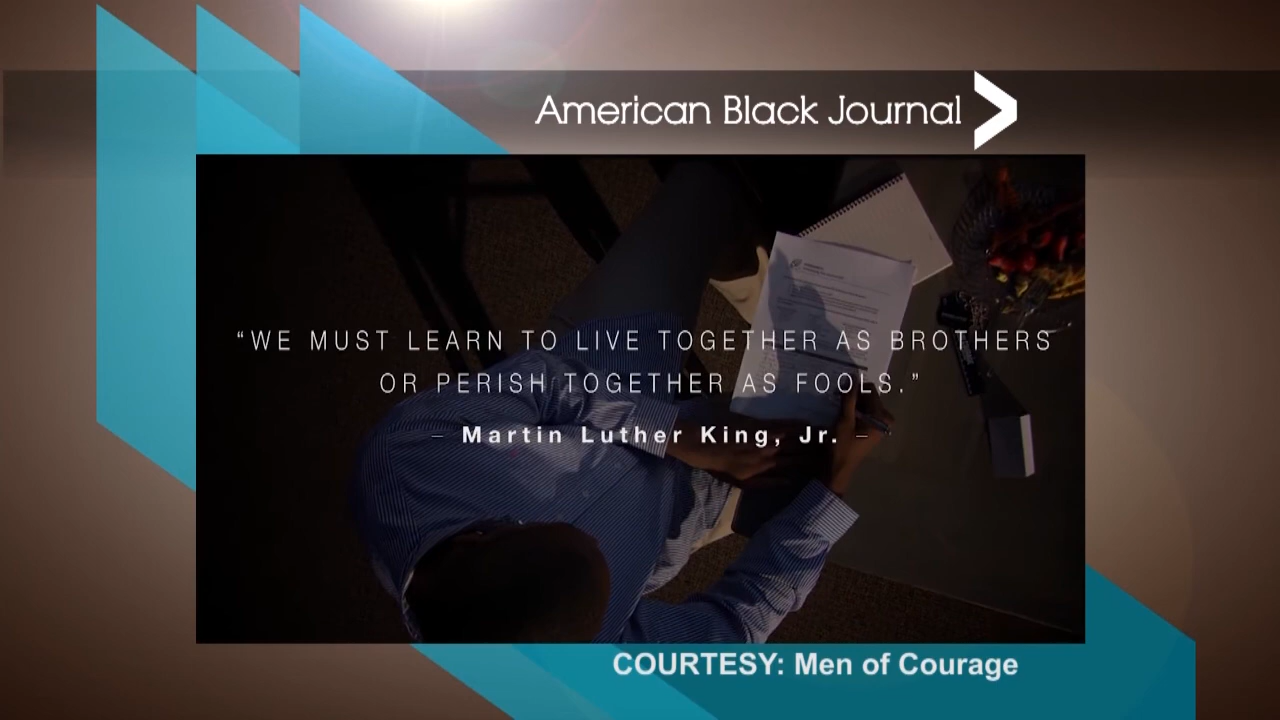 American Black Journal
“WE MUST LEARN TO LIVE TOGETHER AS BROTHERS
OR PERISH TOGETHER AS FOOLS.”
– Martin Luther King, Jr. –
COURTESY: Men of Courage